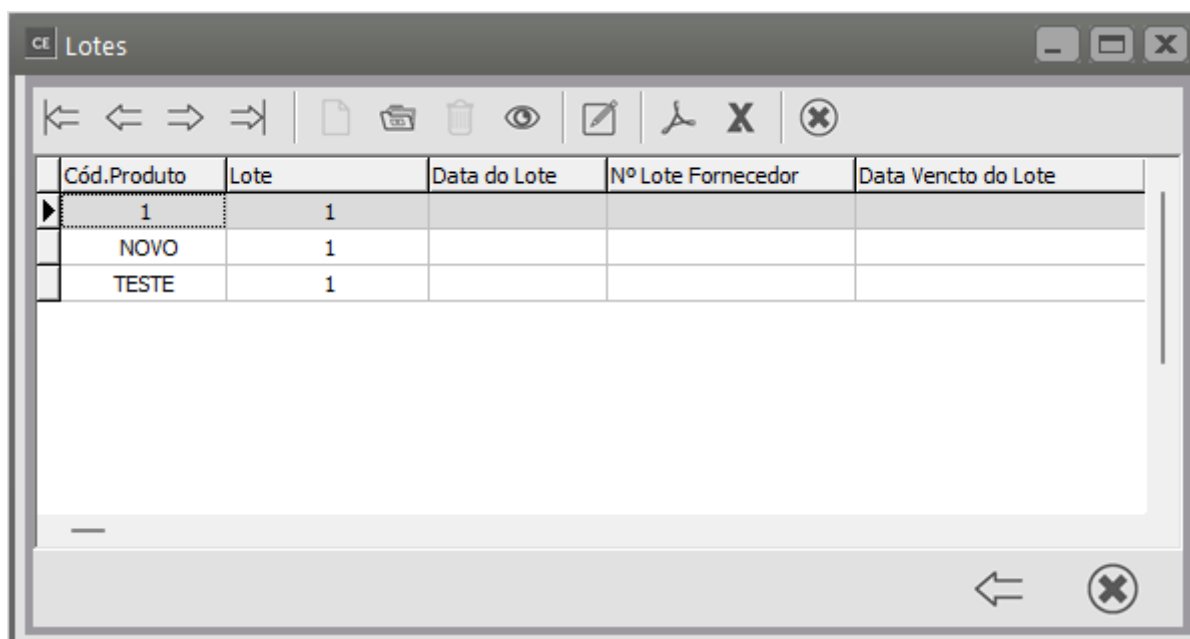 CE Lotes
Cód.Produto Lote Data do Lote Nº Lote Fornecedor Data Vencto do Lote
1 1
NOVO 1
TESTE 1